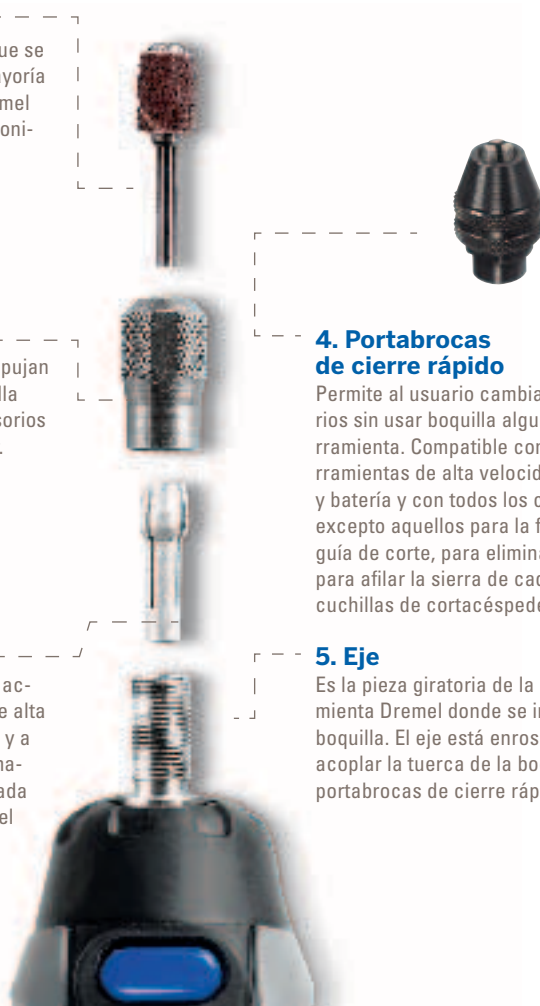 ue se
ayoría
mel
oni-
pujan
lla
sorios
.
ac-
e alta
y a
na-
ada
el
4. Portabrocas
de cierre rápido
Permite al usuario cambia
rios sin usar boquilla algu
rramienta. Compatible con
rramientas de alta velocid
y batería y con todos los
excepto aquellos para la f
guía de corte, para elimina
para afilar la sierra de cad
cuchillas de cortacéspede
5. Eje
Es la pieza giratoria de la
mienta Dremel donde se in
boquilla. El eje está enros
acoplar la tuerca de la bo
portabrocas de cierre ráp